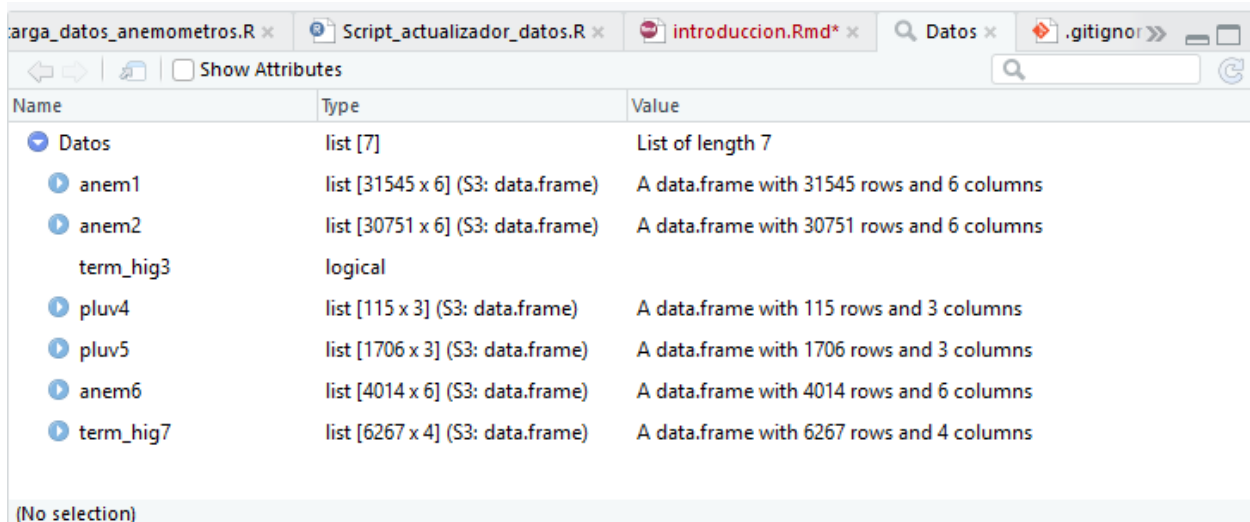 arga_datos_anemometros.R × Script_actualizador_datos.R × introduccion.Rmd* × Datos × .gitignor
Show Attributes
Name Type Value
Datos list [7] List of length 7
anem1 list [31545 x 6] (S3: data.frame) A data.frame with 31545 rows and 6 columns
anem2 list [30751 x 6] (S3: data.frame) A data.frame with 30751 rows and 6 columns
term_hig3 logical
pluv4 list [115 x 3] (S3: data.frame) A data.frame with 115 rows and 3 columns
pluv5 list [1706 x 3] (S3: data.frame) A data.frame with 1706 rows and 3 columns
anem6 list [4014 x 6] (S3: data.frame) A data.frame with 4014 rows and 6 columns
term_hig7 list [6267 x 4] (S3: data.frame) A data.frame with 6267 rows and 4 columns
(No selection)